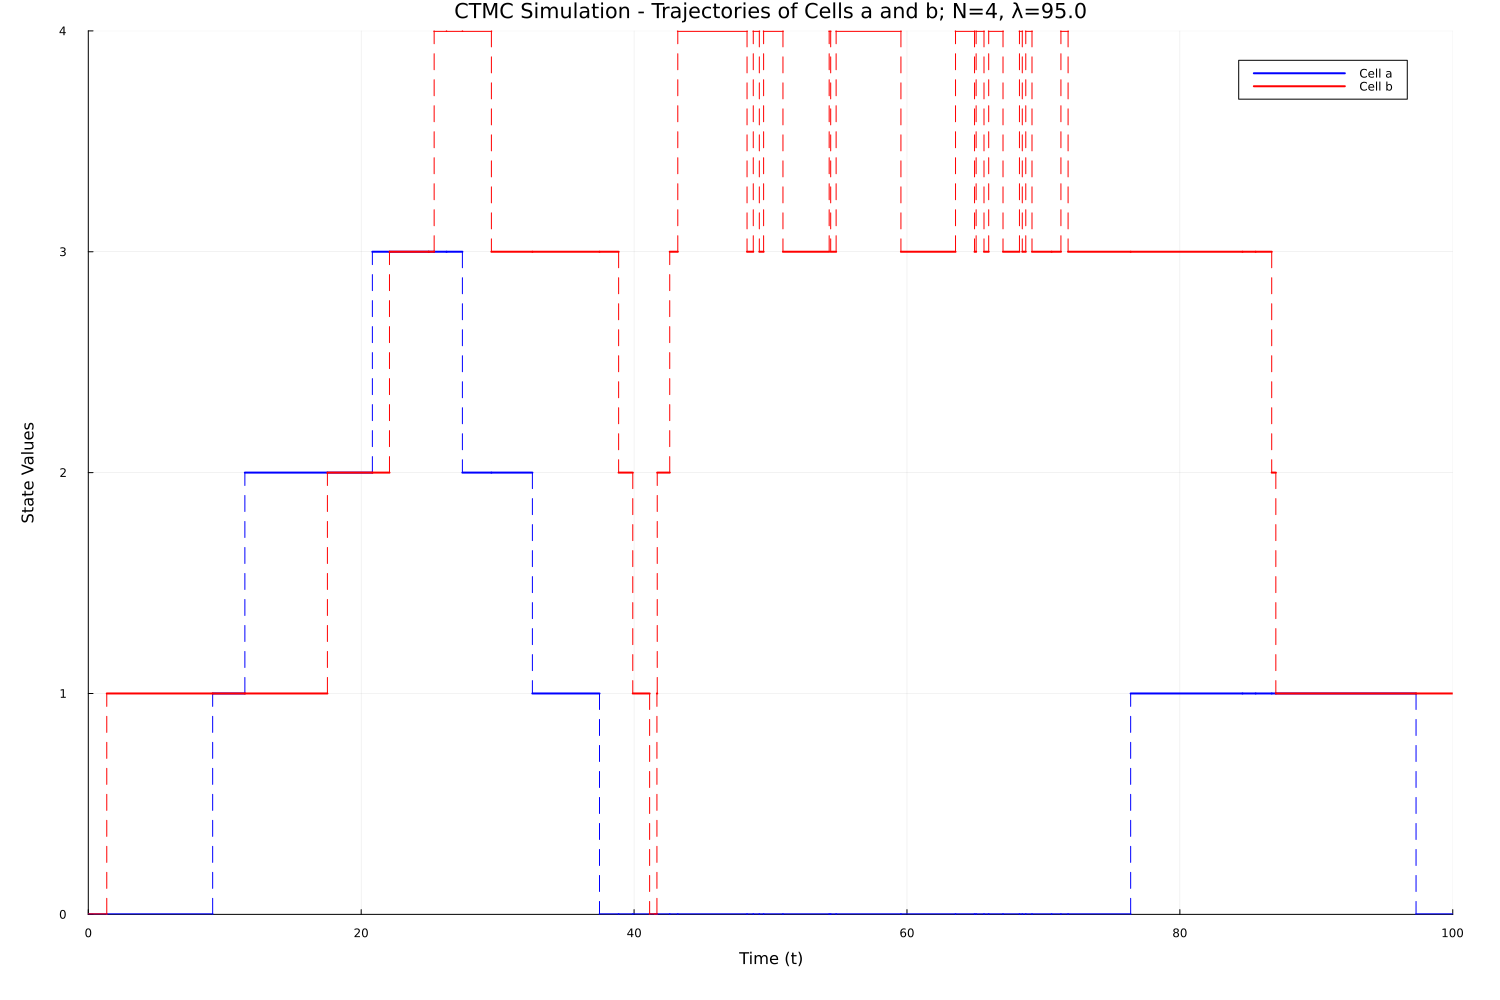 CTMC Simulation - Trajectories of Cells a and b; N=4, λ=95.0
Cell a
Cell b
State Values
4
3
2
1
0
0 20 40 60 80 100
Time (t)